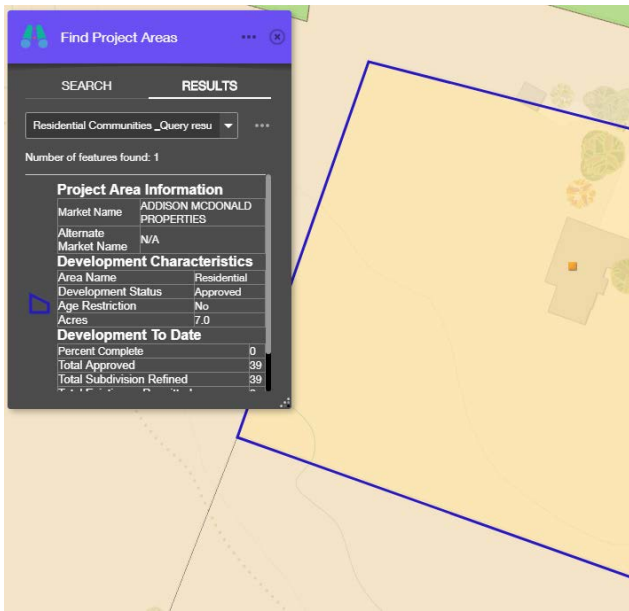 Find Project Areas
SEARCH RESULTS
Residential Communities _Query resu
Number of features found: 1
Project Area Information
Market Name ADDISON MCDONALD PROPERTIES
Alternate Market Name N/A
Development Characteristics
Area Name Residential
Development Status Approved
Age Restriction No
Acres 7.0
Development To Date
Percent Complete 0
Total Approved 39
Total Subdivision Refined 39